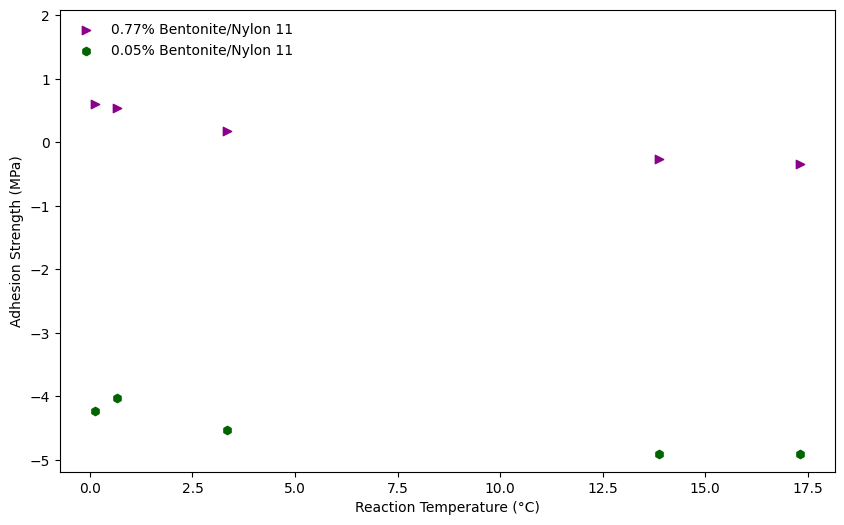 0.77% Bentonite/Nylon 11
0.05% Bentonite/Nylon 11
2
1
0
−1
−2
−3
−4
−5
Adhesion Strength (MPa)
0.0 2.5 5.0 7.5 10.0 12.5 15.0 17.5
Reaction Temperature (°C)